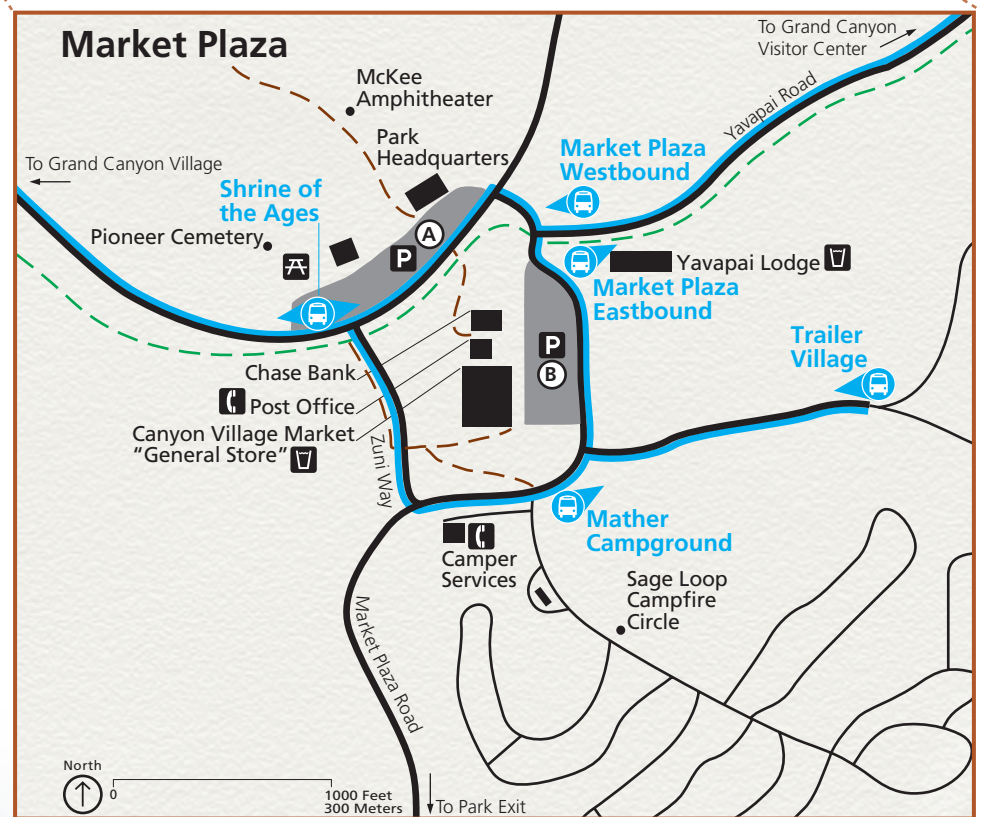 Market Plaza
To Grand Canyon
Visitor Center
McKee
Amphitheater
Yavapai Road
Park
Headquarters
Market Plaza
Westbound
To Grand Canyon Village
Shrine of
the Ages
Pioneer Cemetery
A
P
Yavapai Lodge
Market Plaza
Eastbound
Trailer
Village
P
B
Chase Bank
Post Office
Canyon Village Market
“General Store”
Zuni Way
Mather
Campground
Camper
Services
Sage Loop
Campfire
Circle
Market Plaza Road
North
0
1000 Feet
300 Meters
To Park Exit